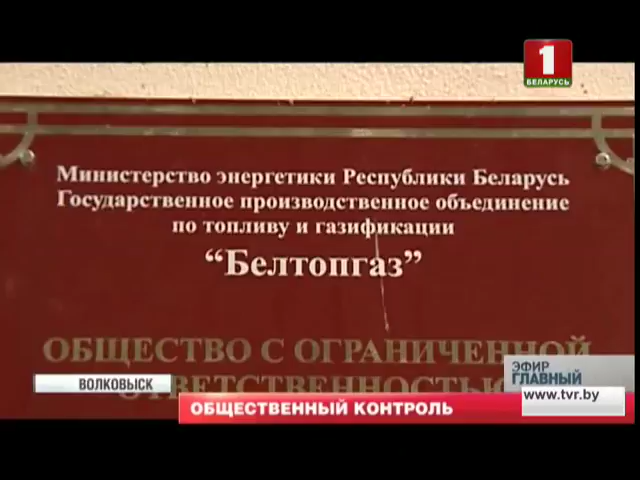 1
БЕЛАРУСЬ
Министерство энергетики Республики Беларусь
Государственное производственное объединение
по топливу и газификации
“Белтопгаз”
ОБЩЕСТВО С ОГРАНИЧЕННОЙ
ОТВЕТСТВЕННОСТЬЮ
ЭФИР
ГЛАВНЫЙ
ВОЛКОВЫСК
www.tvr.by
ОБЩЕСТВЕННЫЙ КОНТРОЛЬ